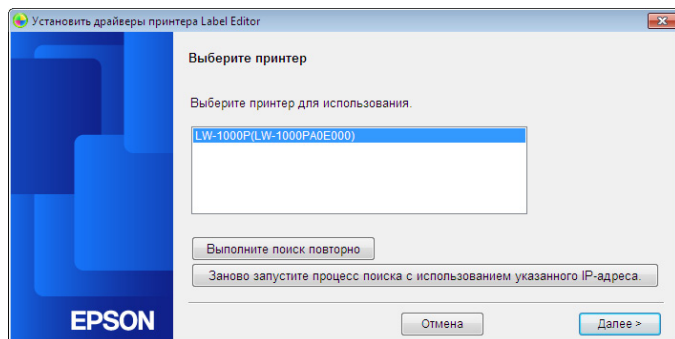 Установить драйверы принтера Label Editor
Выберите принтер
Выберите принтер для использования.
LW-1000P(LW-1000PA0E000)
Выполните поиск повторно
Заново запустите процесс поиска с использованием указанного IP-адреса.
EPSON
Отмена
Далее >